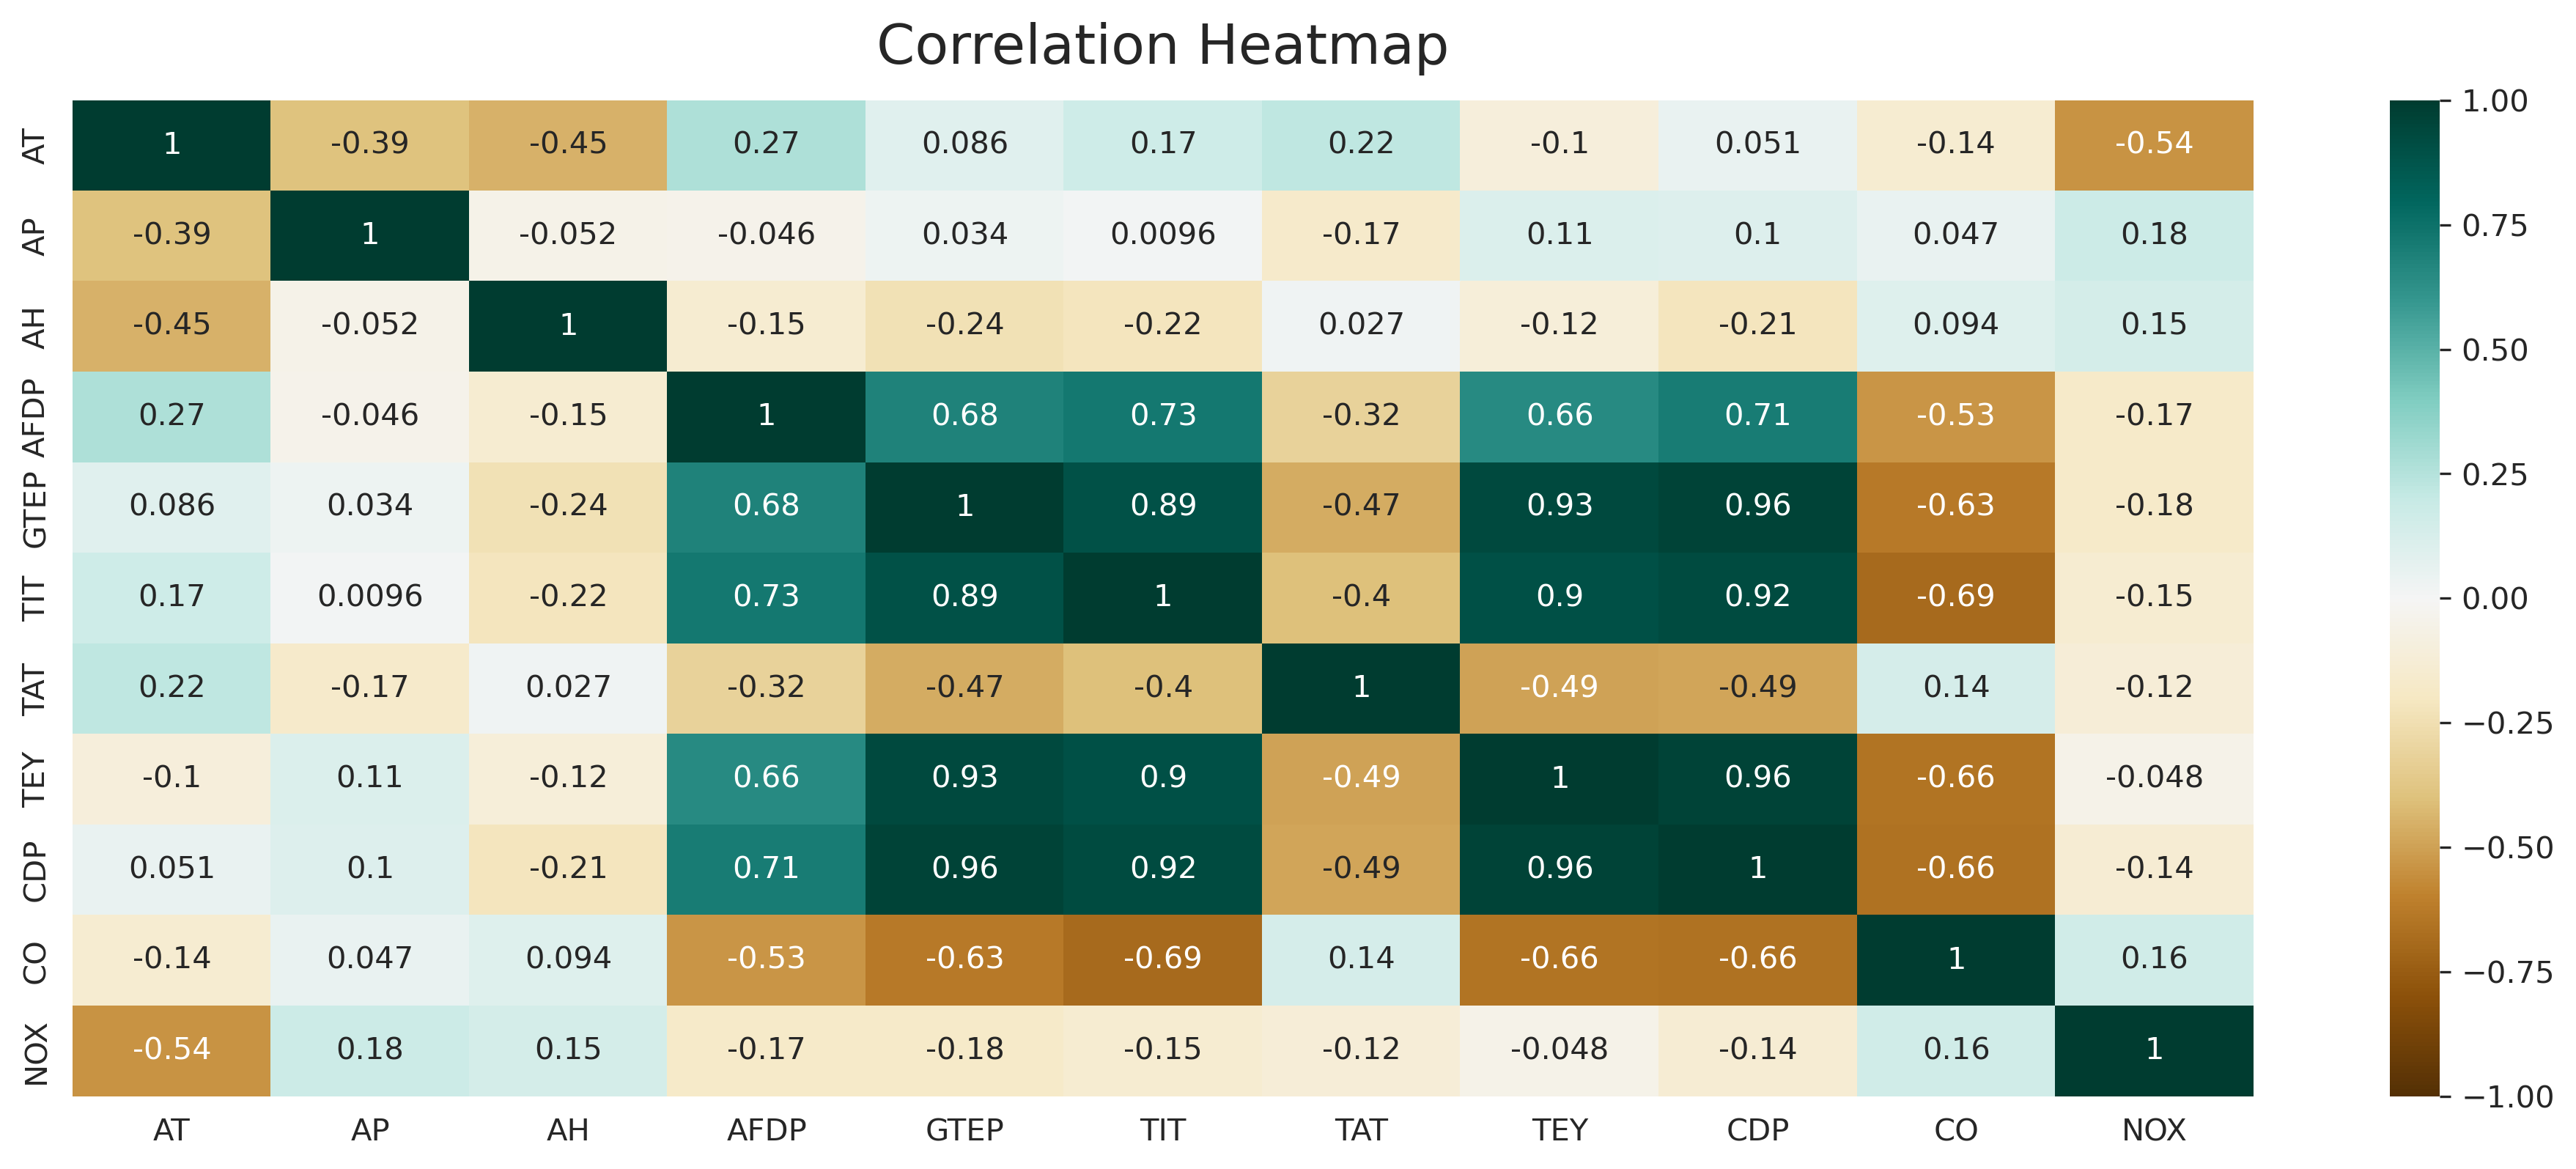 Correlation Heatmap
AT 1 -0.39 -0.45 0.27 0.086 0.17 0.22 -0.1 0.051 -0.14 -0.54
AP -0.39 1 -0.052 -0.046 0.034 0.0096 -0.17 0.11 0.1 0.047 0.18
AH -0.45 -0.052 1 -0.15 -0.24 -0.22 0.027 -0.12 -0.21 0.094 0.15
AFDP 0.27 -0.046 -0.15 1 0.68 0.73 -0.32 0.66 0.71 -0.53 -0.17
GTEP 0.086 0.034 -0.24 0.68 1 0.89 -0.47 0.93 0.96 -0.63 -0.18
TIT 0.17 0.0096 -0.22 0.73 0.89 1 -0.4 0.9 0.92 -0.69 -0.15
TAT 0.22 -0.17 0.027 -0.32 -0.47 -0.4 1 -0.49 -0.49 0.14 -0.12
TEY -0.1 0.11 -0.12 0.66 0.93 0.9 -0.49 1 0.96 -0.66 -0.048
CDP 0.051 0.1 -0.21 0.71 0.96 0.92 -0.49 0.96 1 -0.66 -0.14
CO -0.14 0.047 0.094 -0.53 -0.63 -0.69 0.14 -0.66 -0.66 1 0.16
NOX -0.54 0.18 0.15 -0.17 -0.18 -0.15 -0.12 -0.048 -0.14 0.16 1
AT AP AH AFDP GTEP TIT TAT TEY CDP CO NOX
1.00
0.75
0.50
0.25
0.00
−0.25
−0.50
−0.75
−1.00